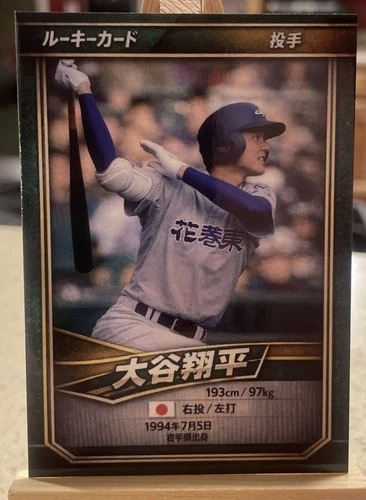 ルーキーカード 投手
花巻東
大谷翔平
193cm / 97kg
右投 / 左打
1994年7月5日
岩手県出身